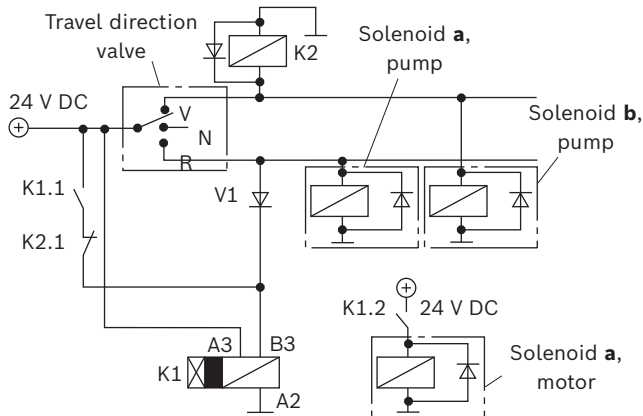 Travel direction
valve
K2
Solenoid a,
pump
24 V DC
V
N
R
Solenoid b,
pump
K1.1
V1
K2.1
K1.2
24 V DC
A3
B3
K1
A2
Solenoid a,
motor